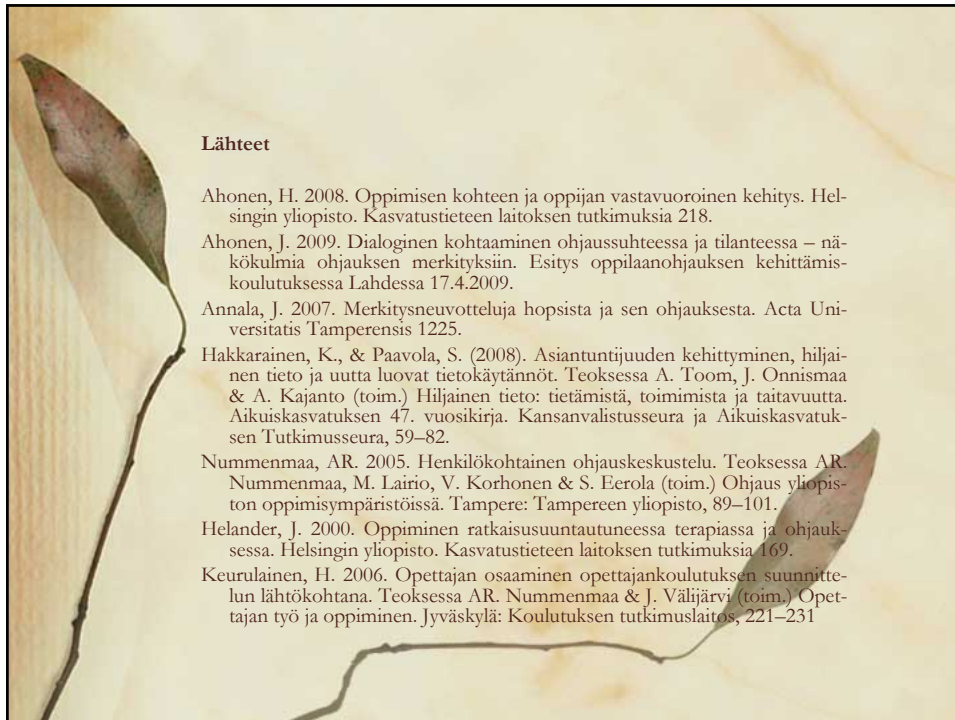 Lähteet
Ahonen, H. 2008. Oppimisen kohteen ja oppijan vastavuoroinen kehitys. Hel-
singin yliopisto. Kasvatustieteen laitoksen tutkimuksia 218.
Ahonen, J. 2009. Dialoginen kohtaaminen ohjaussuhteessa ja tilanteessa – nä-
kökulmia ohjauksen merkityksiin. Esitys oppilaanohjauksen kehittämis-
koulutuksessa Lahdessa 17.4.2009.
Annala, J. 2007. Merkitysneuvotteluja hopsista ja sen ohjauksesta. Acta Uni-
versitatis Tamperensis 1225.
Hakkarainen, K., & Paavola, S. (2008). Asiantuntijuuden kehittyminen, hiljai-
nen tieto ja uutta luovat tietokäytännöt. Teoksessa A. Toom, J. Onnismaa
& A. Kajanto (toim.) Hiljainen tieto: tietämistä, toimimista ja taitavuutta.
Aikuiskasvatuksen 47. vuosikirja. Kansanvalistusseura ja Aikuiskasvatuk-
sen Tutkimusseura, 59–82.
Nummenmaa, AR. 2005. Henkilökohtainen ohjauskeskustelu. Teoksessa AR.
Nummenmaa, M. Lairio, V. Korhonen & S. Eerola (toim.) Ohjaus yliopis-
ton oppimisympäristöissä. Tampere: Tampereen yliopisto, 89–101.
Helander, J. 2000. Oppiminen ratkaisusuuntautuneessa terapiassa ja ohjauk-
sessa. Helsingin yliopisto. Kasvatustieteen laitoksen tutkimuksia 169.
Keurulainen, H. 2006. Opettajan osaaminen opettajankoulutuksen suunnitte-
lun lähtökohtana. Teoksessa AR. Nummenmaa & J. Välijärvi (toim.) Opet-
tajan työ ja oppiminen. Jyväskylä: Koulutuksen tutkimuslaitos, 221–231